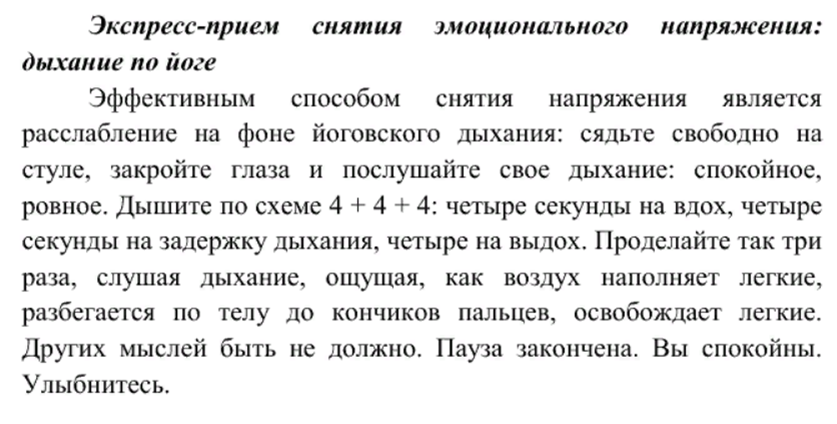 Экспресс-прием снятия эмоционального напряжения:
дыхание по йоге
Эффективным способом снятия напряжения является
расслабление на фоне йоговского дыхания: сядьте свободно на
стуле, закройте глаза и послушайте свое дыхание: спокойное,
ровное. Дышите по схеме 4 + 4 + 4: четыре секунды на вдох, четыре
секунды на задержку дыхания, четыре на выдох. Проделайте так три
раза, слушая дыхание, ощущая, как воздух наполняет легкие,
разбегается по телу до кончиков пальцев, освобождает легкие.
Других мыслей быть не должно. Пауза закончена. Вы спокойны.
Улыбнитесь.